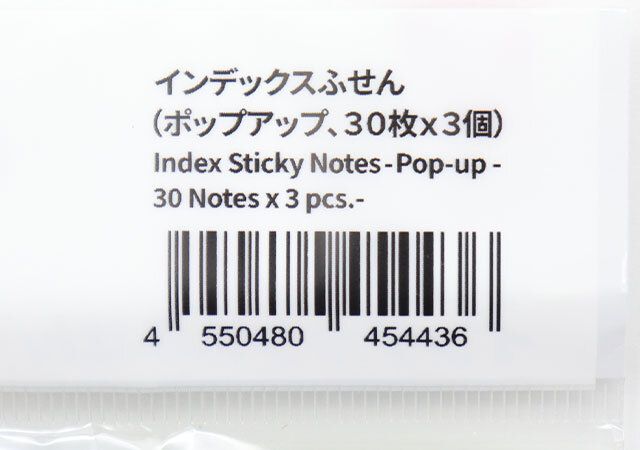 インデックスふせん
（ポップアップ、３０枚ｘ３個）
Index Sticky Notes-Pop-up -
30 Notes x 3 pcs.-
4 550480 454436